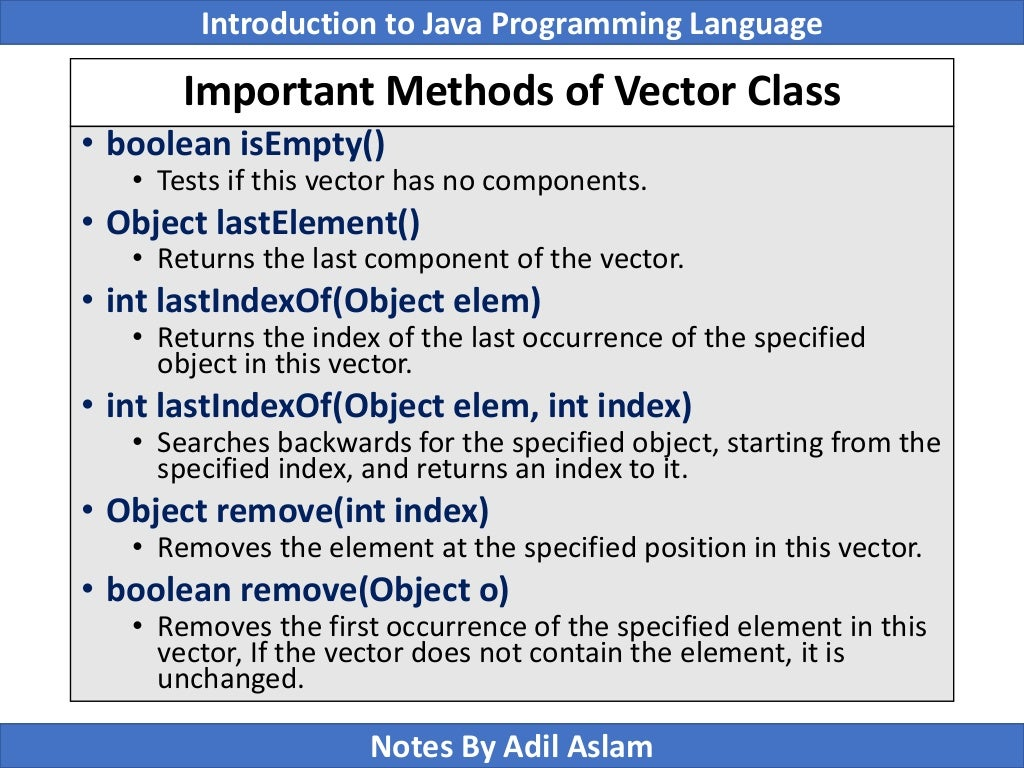 Introduction to Java Programming Language
Important Methods of Vector Class
• boolean isEmpty()
• Tests if this vector has no components.
• Object lastElement()
• Returns the last component of the vector.
• int lastIndexOf(Object elem)
• Returns the index of the last occurrence of the specified
object in this vector.
• int lastIndexOf(Object elem, int index)
• Searches backwards for the specified object, starting from the
specified index, and returns an index to it.
• Object remove(int index)
• Removes the element at the specified position in this vector.
• boolean remove(Object o)
• Removes the first occurrence of the specified element in this
vector, If the vector does not contain the element, it is
unchanged.
Notes By Adil Aslam